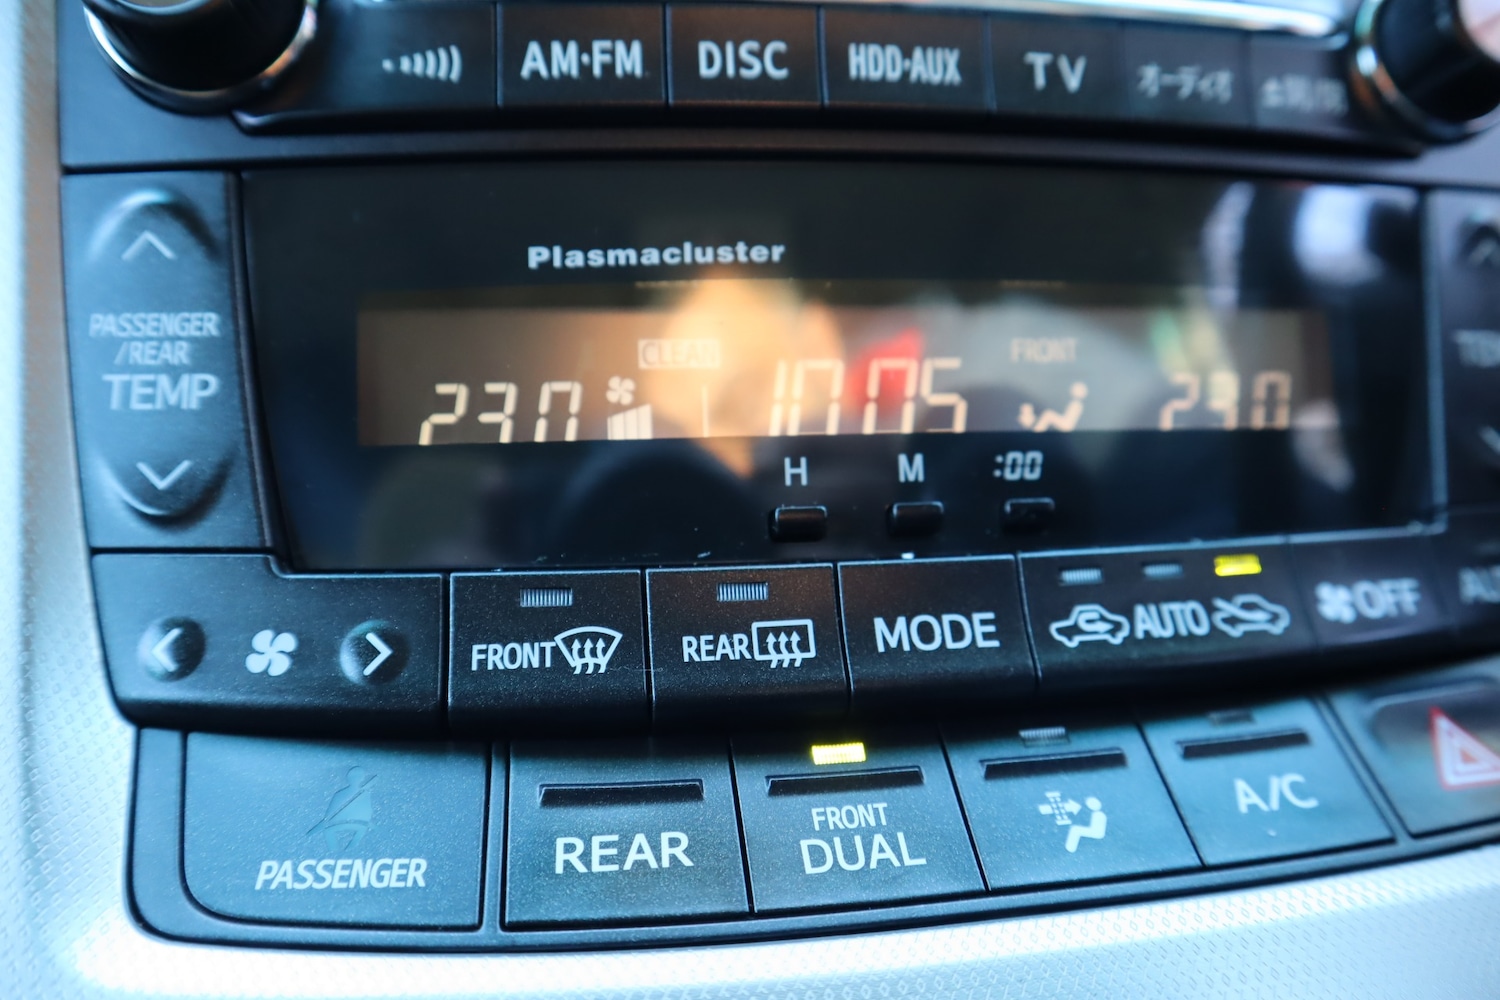 AM·FM DISC HDD·AUX TV オーディオ
Plasmacluster
PASSENGER
/REAR
TEMP
CLEAN FRONT
23.0 10:05 23.0
H M :00
FRONT REAR MODE AUTO OFF
PASSENGER REAR FRONT
DUAL A/C